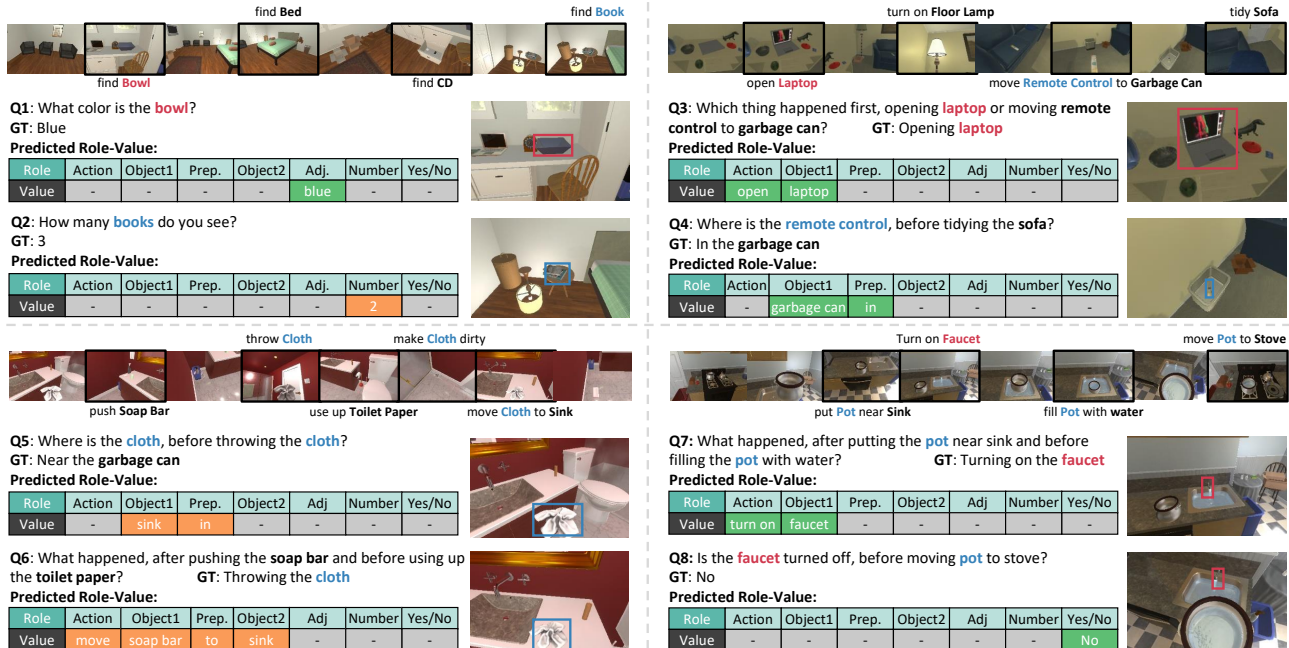 find Bed
find Book
find Bowl
find CD
Q1: What color is the bowl?
GT: Blue
Predicted Role-Value:
Role Action Object1 Prep. Object2 Adj. Number Yes/No
Value - - - - blue - -
Q2: How many books do you see?
GT: 3
Predicted Role-Value:
Role Action Object1 Prep. Object2 Adj. Number Yes/No
Value - - - - - 2 -
turn on Floor Lamp
tidy Sofa
open Laptop
move Remote Control to Garbage Can
Q3: Which thing happened first, opening laptop or moving remote
control to garbage can? GT: Opening laptop
Predicted Role-Value:
Role Action Object1 Prep. Object2 Adj Number Yes/No
Value open laptop - - - - -
Q4: Where is the remote control, before tidying the sofa?
GT: In the garbage can
Predicted Role-Value:
Role Action Object1 Prep. Object2 Adj Number Yes/No
Value - garbage can in - - - -
throw Cloth
make Cloth dirty
push Soap Bar
use up Toilet Paper
move Cloth to Sink
Q5: Where is the cloth, before throwing the cloth?
GT: Near the garbage can
Predicted Role-Value:
Role Action Object1 Prep. Object2 Adj Number Yes/No
Value - sink in - - - -
Q6: What happened, after pushing the soap bar and before using up
the toilet paper? GT: Throwing the cloth
Predicted Role-Value:
Role Action Object1 Prep. Object2 Adj Number Yes/No
Value move soap bar to sink - - -
Turn on Faucet
move Pot to Stove
put Pot near Sink
fill Pot with water
Q7: What happened, after putting the pot near sink and before
filling the pot with water? GT: Turning on the faucet
Predicted Role-Value:
Role Action Object1 Prep. Object2 Adj Number Yes/No
Value turn on faucet - - - - -
Q8: Is the faucet turned off, before moving pot to stove?
GT: No
Predicted Role-Value:
Role Action Object1 Prep. Object2 Adj Number Yes/No
Value - - - - - - No